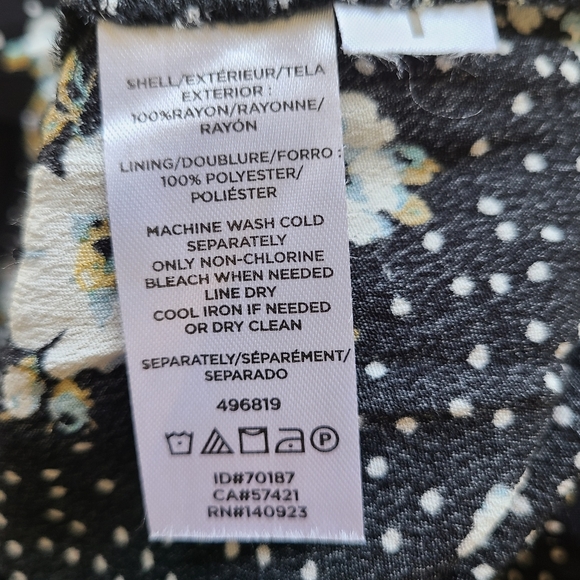 SHELL/EXTÉRIEUR/TELA
EXTERIOR :
100%RAYON/RAYONNE/
RAYÓN
LINING/DOUBLURE/FORRO :
100% POLYESTER/
POLIÉSTER
MACHINE WASH COLD
SEPARATELY
ONLY NON-CHLORINE
BLEACH WHEN NEEDED
LINE DRY
COOL IRON IF NEEDED
OR DRY CLEAN
SEPARATELY/SÉPARÉMENT/
SEPARADO
496819
P
ID#70187
CA#57421
RN#140923